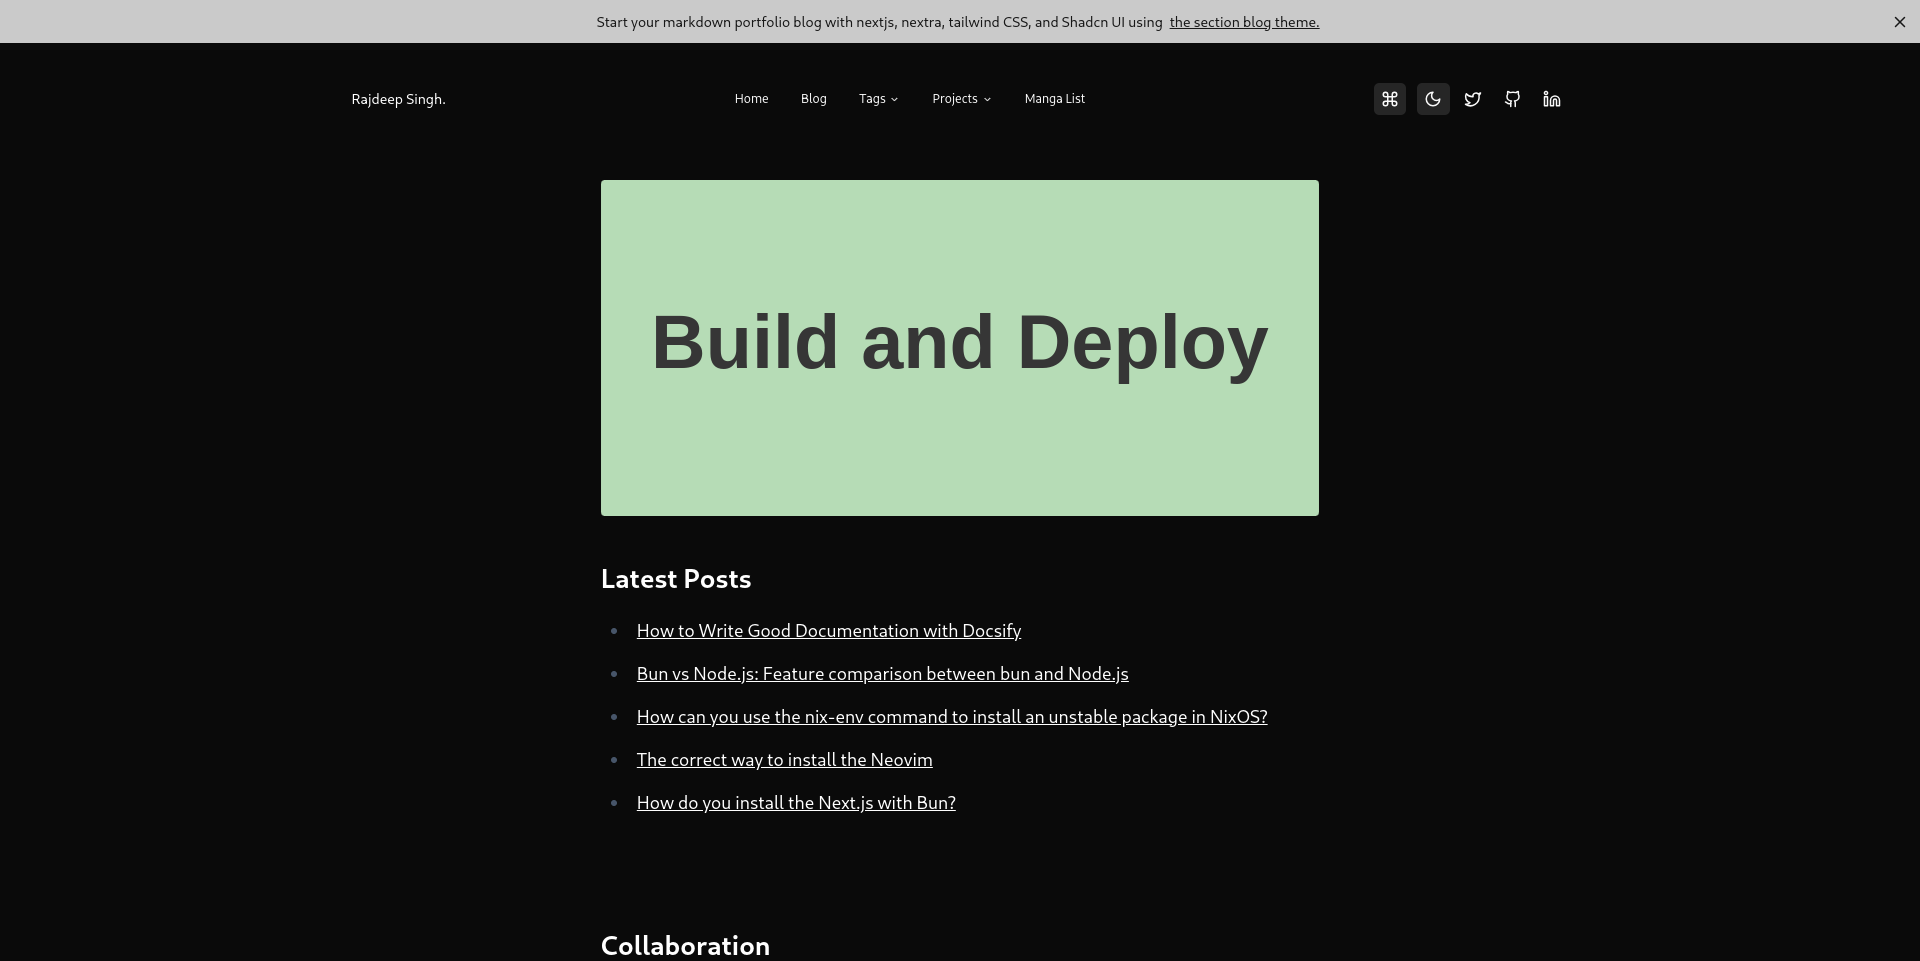 Start your markdown portfolio blog with nextjs, nextra, tailwind CSS, and Shadcn UI using the section blog theme.
Rajdeep Singh.
Home
Blog
Tags
Projects
Manga List
Build and Deploy
Latest Posts
How to Write Good Documentation with Docsify
Bun vs Node.js: Feature comparison between bun and Node.js
How can you use the nix-env command to install an unstable package in NixOS?
The correct way to install the Neovim
How do you install the Next.js with Bun?
Collaboration